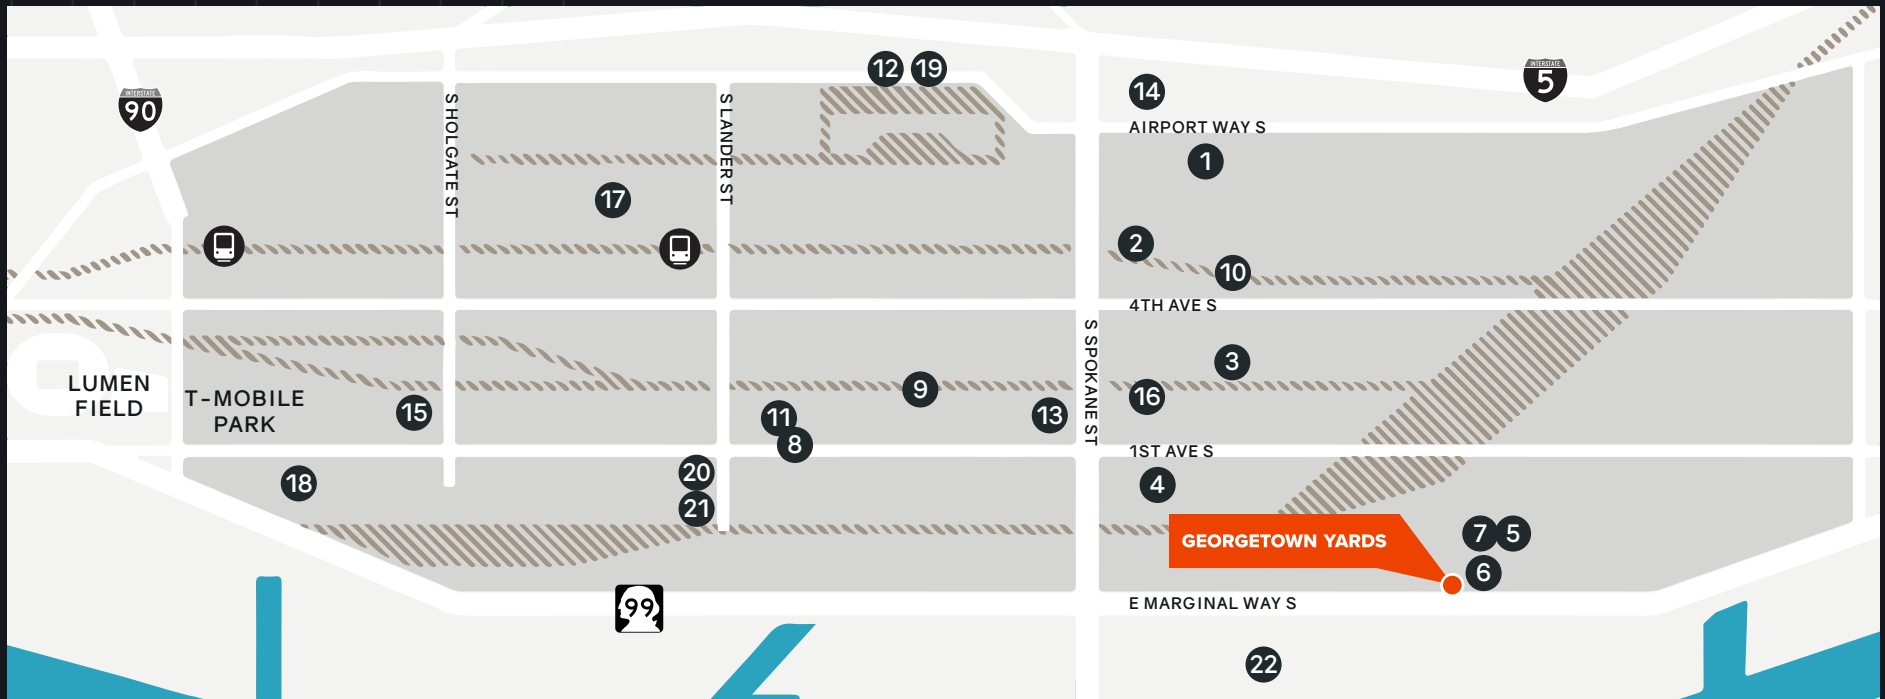 12
19
INTERSTATE
5
14
INTERSTATE
90
S HOLGATE ST
S LANDER ST
AIRPORT WAY S
1
17
2
10
4TH AVE S
S SPOKANE ST
3
LUMEN
FIELD
T-MOBILE
PARK
15
9
11
8
13
16
1ST AVE S
18
20
21
4
GEORGETOWN YARDS
7
5
6
99
E MARGINAL WAY S
22